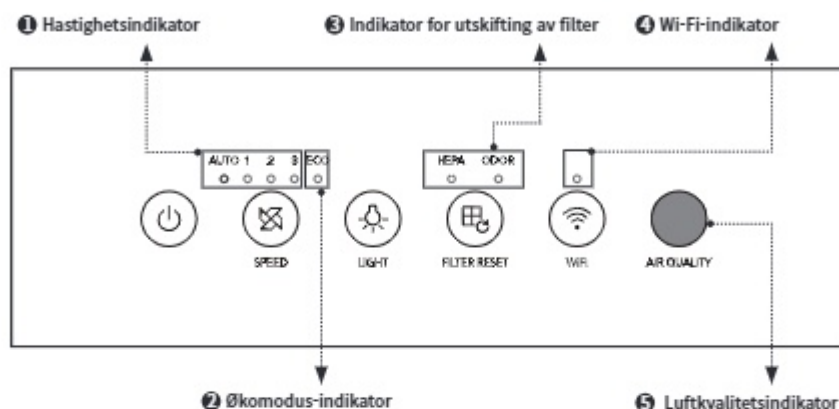 ❶ Hastighetsindikator
❸ Indikator for utskifting av filter
❹ Wi-Fi-indikator
AUTO 1 2 3 ECO
HEPA ODOR
SPEED
LIGHT
FILTER RESET
WIFI
AIR QUALITY
❷ Økomodus-indikator
❺ Luftkvalitetsindikator